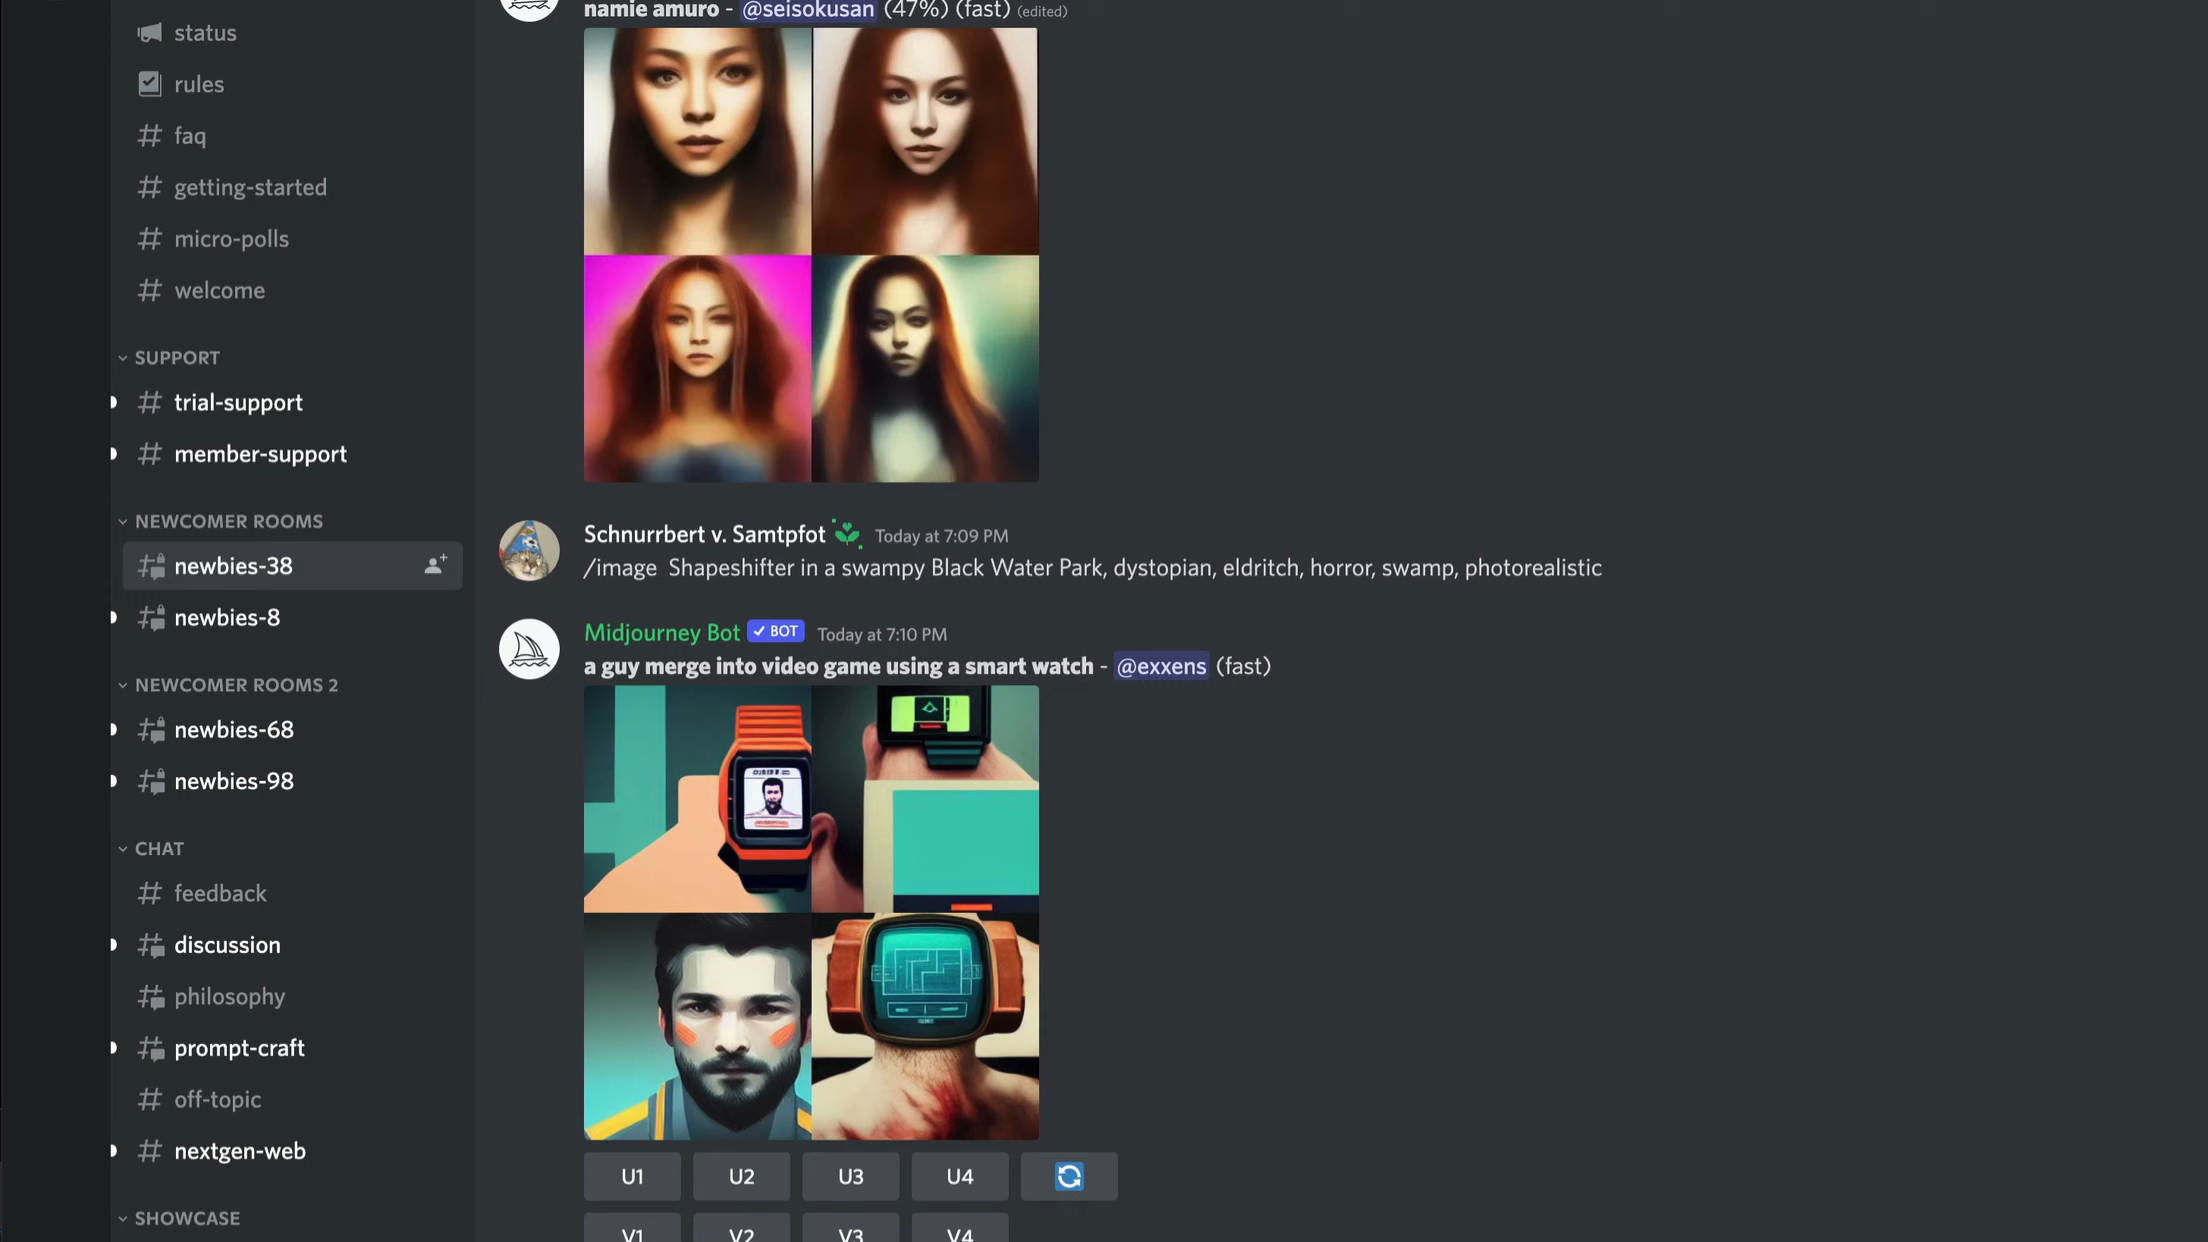 status
rules
faq
getting-started
micro-polls
welcome
SUPPORT
trial-support
member-support
NEWCOMER ROOMS
newbies-38
newbies-8
NEWCOMER ROOMS 2
newbies-68
newbies-98
CHAT
feedback
discussion
philosophy
prompt-craft
off-topic
nextgen-web
SHOWCASE
namie amuro - @seisokusan (47%) (fast) (edited)
Schnurrbert v. Samtpfot Today at 7:09 PM
/image Shapeshifter in a swampy Black Water Park, dystopian, eldritch, horror, swamp, photorealistic
Midjourney Bot BOT Today at 7:10 PM
a guy merge into video game using a smart watch - @exxens (fast)
U1 U2 U3 U4
V1 V2 V3 V4